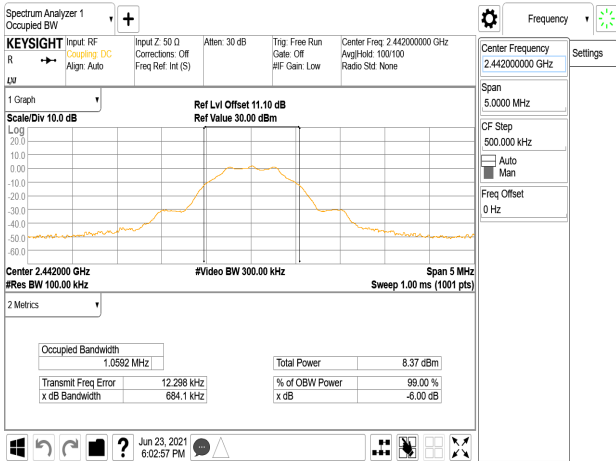 Spectrum Analyzer 1
Occupied BW
KEYSIGHT
R
LXI
Input: RF
Coupling: DC
Align: Auto
Input Z: 50 Ω
Corrections: Off
Freq Ref: Int (S)
Atten: 30 dB
Trig: Free Run
Gate: Off
#IF Gain: Low
Center Freq: 2.442000000 GHz
Avg|Hold: 100/100
Radio Std: None
1 Graph
Scale/Div 10.0 dB
Ref Lvl Offset 11.10 dB
Ref Value 30.00 dBm
Log
20.0
10.0
0.00
-10.0
-20.0
-30.0
-40.0
-50.0
-60.0
Center 2.442000 GHz
#Video BW 300.00 kHz
Span 5 MHz
#Res BW 100.00 kHz
Sweep 1.00 ms (1001 pts)
2 Metrics
Occupied Bandwidth
1.0592 MHz
Total Power 8.37 dBm
Transmit Freq Error 12.298 kHz
% of OBW Power 99.00 %
x dB Bandwidth 684.1 kHz
x dB -6.00 dB
Jun 23, 2021
6:02:57 PM
Frequency
Center Frequency
2.442000000 GHz
Settings
Span
5.0000 MHz
CF Step
500.000 kHz
Auto
Man
Freq Offset
0 Hz